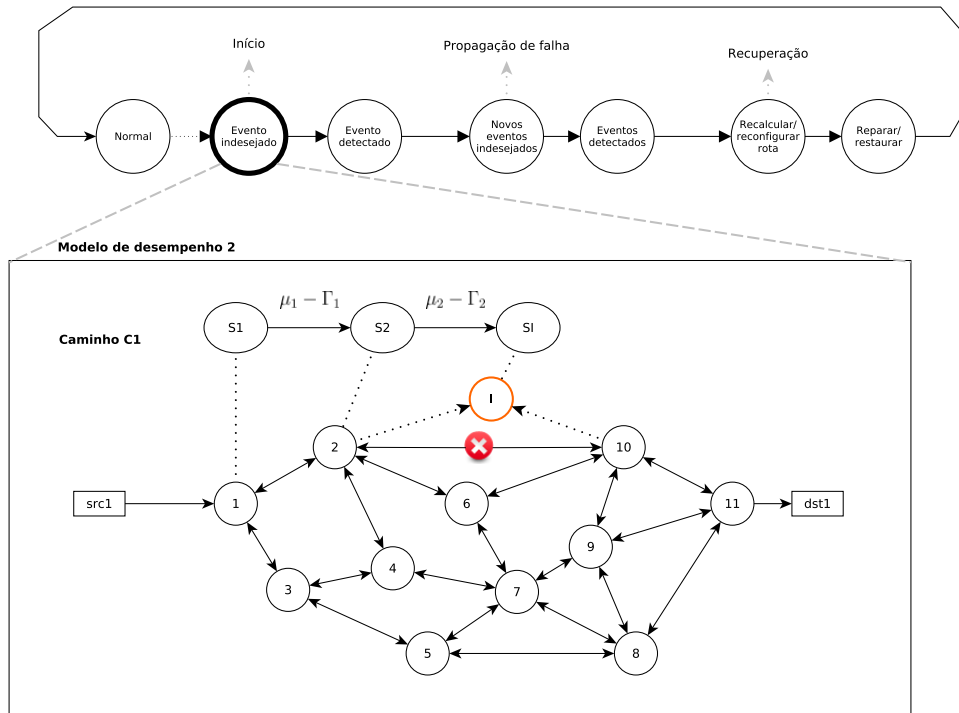 Início
Propagação de falha
Recuperação
Normal
Evento
indesejado
Evento
detectado
Novos
eventos
indesejados
Eventos
detectados
Recalcular/
reconfigurar
rota
Reparar/
restaurar
Modelo de desempenho 2
μ₁ − Γ₁
μ₂ − Γ₂
S1
S2
SI
Caminho C1
I
2
10
src1
1
6
11
dst1
9
4
3
7
5
8